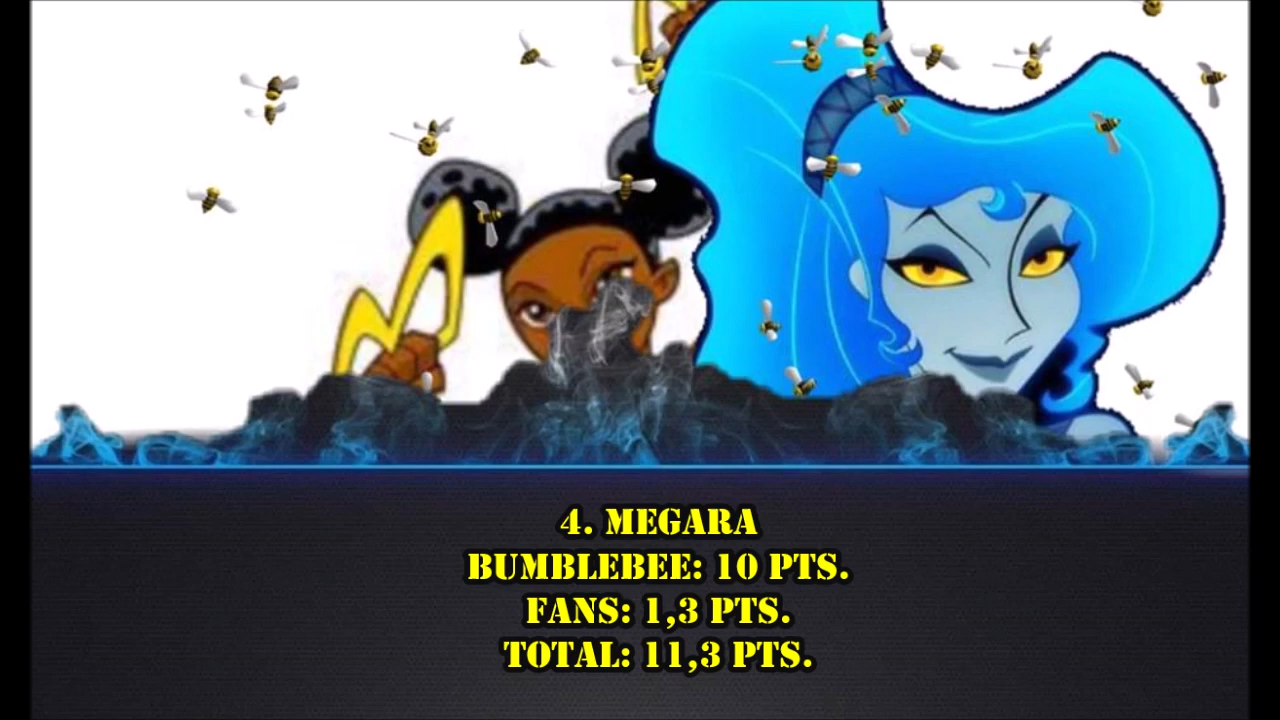 4. MEGARA
BUMBLEBEE: 10 PTS.
FANS: 1,3 PTS.
TOTAL: 11,3 PTS.